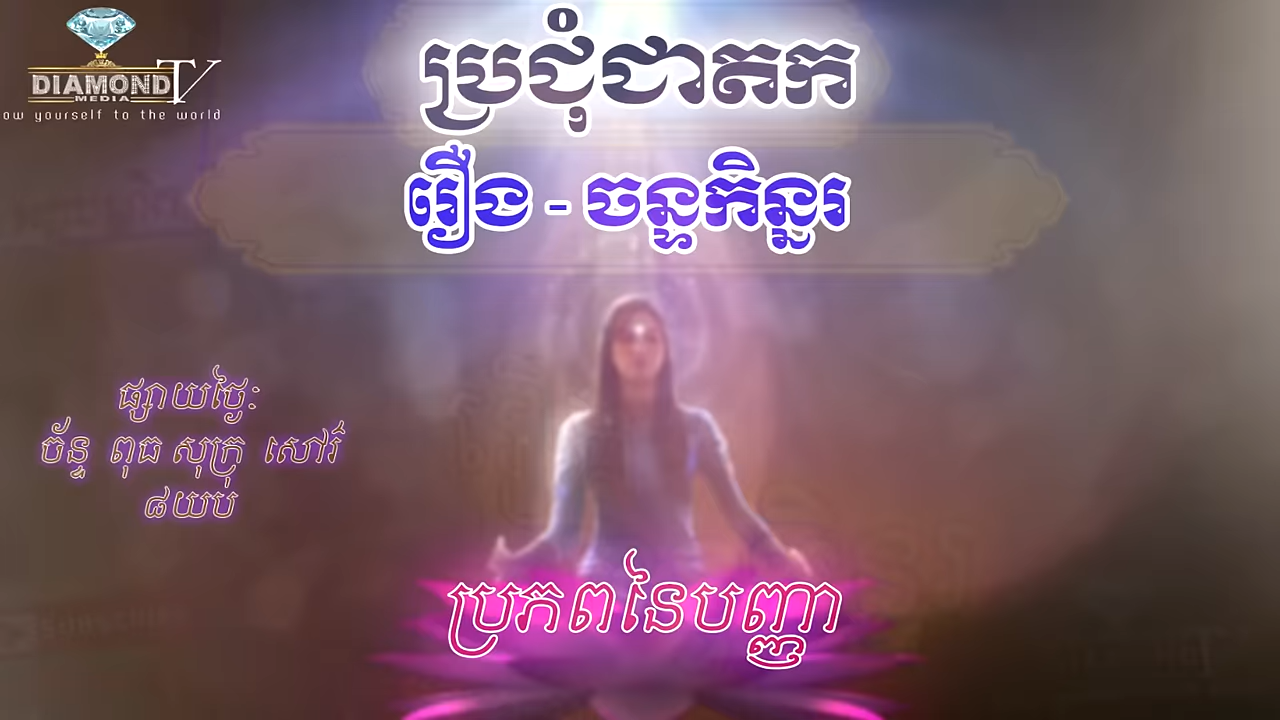 DIAMOND TV
MEDIA
ow yourself to the world
ប្រជុំជាតក
រឿង - ចន្ទកិន្នរ
ផ្សាយថ្ងៃៈ
ច័ន្ទ ពុធ សុក្រ សៅរ៍
៨យប់
ប្រភពនៃបញ្ញា